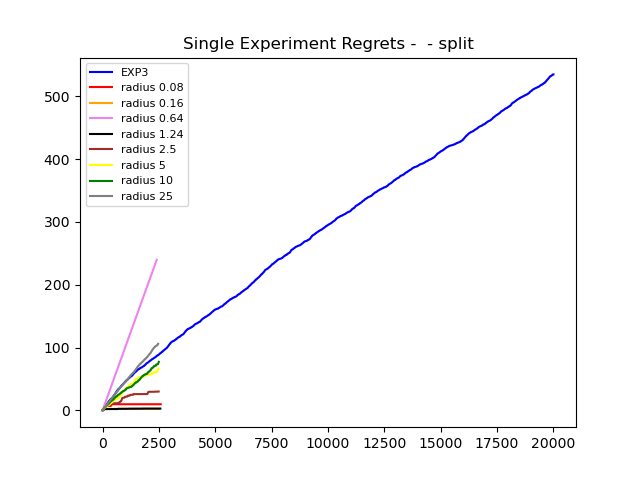 Single Experiment Regrets -  - split
EXP3
radius 0.08
radius 0.16
radius 0.64
radius 1.24
radius 2.5
radius 5
radius 10
radius 25
500
400
300
200
100
0
0 2500 5000 7500 10000 12500 15000 17500 20000